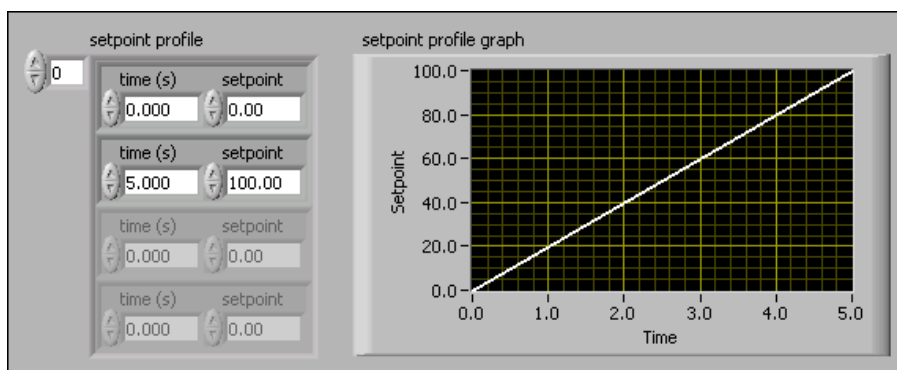 setpoint profile
0
time (s) setpoint
0.000 0.00
time (s) setpoint
5.000 100.00
time (s) setpoint
0.000 0.00
time (s) setpoint
0.000 0.00
setpoint profile graph
100.0
80.0
60.0
40.0
20.0
0.0
Setpoint
0.0 1.0 2.0 3.0 4.0 5.0
Time